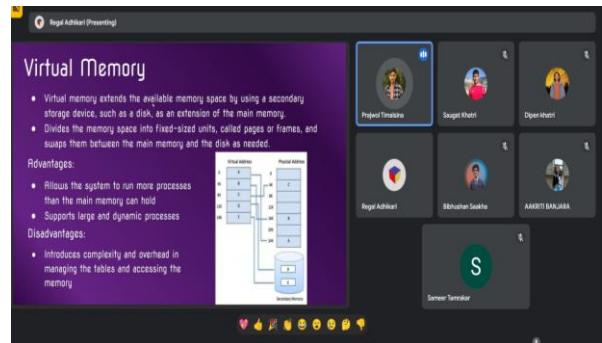 Regal Adhikari (Presenting)
Virtual Memory
Virtual memory extends the available memory space by using a secondary
storage device, such as a disk, as an extension of the main memory.
Divides the memory space into fixed-sized units, called pages or frames, and
swaps them between the main memory and the disk as needed.
Advantages:
Allows the system to run more processes
than the main memory can hold
Supports large and dynamic processes
Disadvantages:
Introduces complexity and overhead in
managing the tables and accessing the
memory
Virtual Address
Physical Address
A
B
C
Secondary Memory
Prajwol Timalsina
Saugat Khatri
Dipen khatri
Regal Adhikari
Bibhushan Saakha
AAKRITI BANJARA
S
Sameer Tamrakar